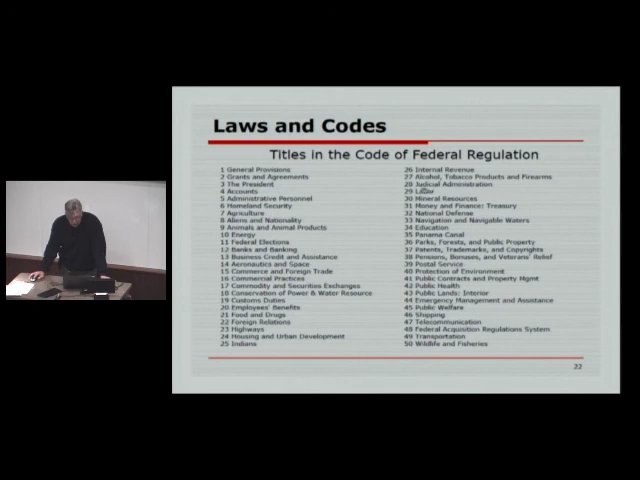 Laws and Codes
Titles in the Code of Federal Regulation
1 General Provisions
2 Grants and Agreements
3 The President
4 Accounts
5 Administrative Personnel
6 Homeland Security
7 Agriculture
8 Aliens and Nationality
9 Animals and Animal Products
10 Energy
11 Federal Elections
12 Banks and Banking
13 Business Credit and Assistance
14 Aeronautics and Space
15 Commerce and Foreign Trade
16 Commercial Practices
17 Commodity and Securities Exchanges
18 Conservation of Power & Water Resource
19 Customs Duties
20 Employees' Benefits
21 Food and Drugs
22 Foreign Relations
23 Highways
24 Housing and Urban Development
25 Indians
26 Internal Revenue
27 Alcohol, Tobacco Products and Firearms
28 Judicial Administration
29 Labor
30 Mineral Resources
31 Money and Finance: Treasury
32 National Defense
33 Navigation and Navigable Waters
34 Education
35 Panama Canal
36 Parks, Forests, and Public Property
37 Patents, Trademarks, and Copyrights
38 Pensions, Bonuses, and Veterans' Relief
39 Postal Service
40 Protection of Environment
41 Public Contracts and Property Mgmt
42 Public Health
43 Public Lands: Interior
44 Emergency Management and Assistance
45 Public Welfare
46 Shipping
47 Telecommunication
48 Federal Acquisition Regulations System
49 Transportation
50 Wildlife and Fisheries
22